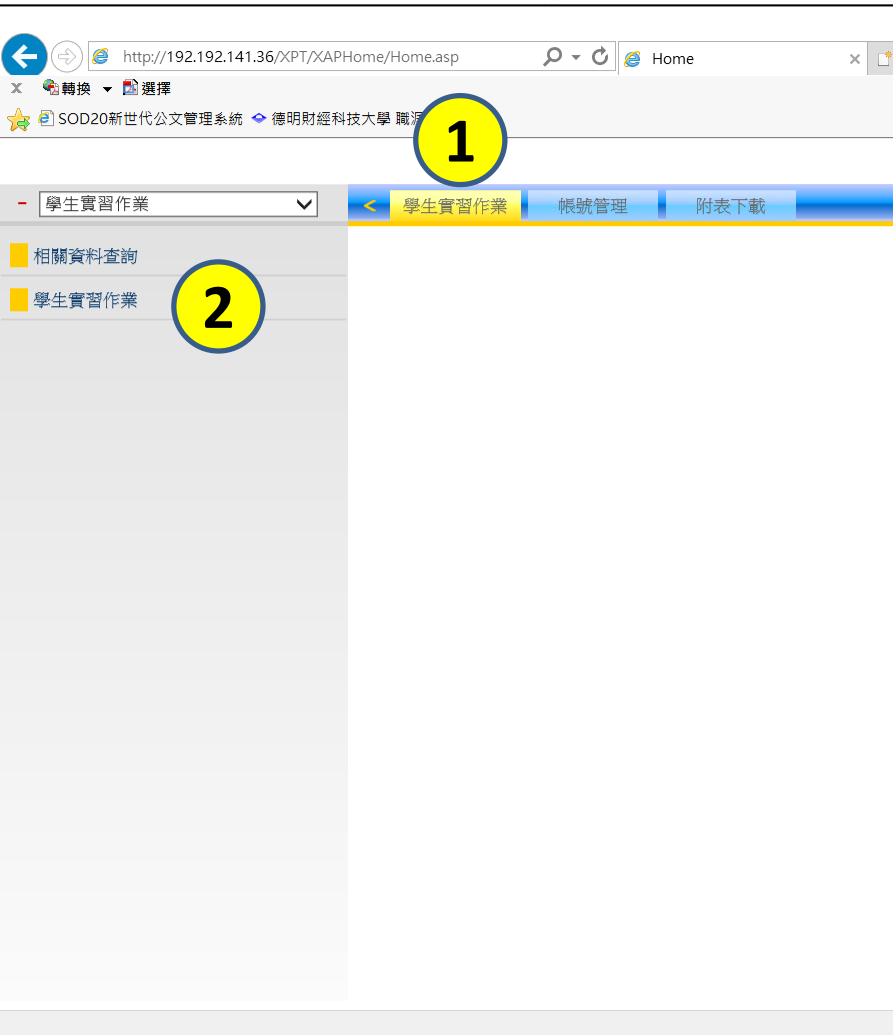 http://192.192.141.36/XPT/XAPHome/Home.asp
Home
x 轉換 選擇
SOD20新世代公文管理系統 德明財經科技大學 職
1
- 學生實習作業
< 學生實習作業 帳號管理 附表下載
相關資料查詢
學生實習作業
2